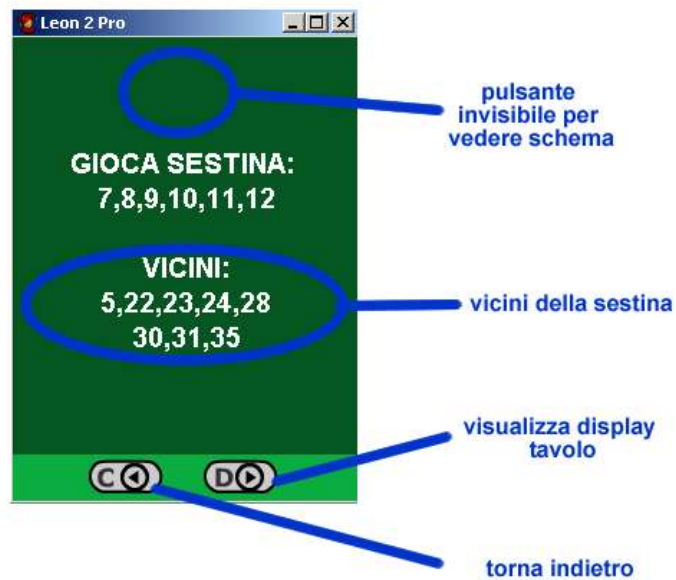 Leon 2 Pro
pulsante
invisibile per
vedere schema
GIOCA SESTINA:
7,8,9,10,11,12
VICINI:
5,22,23,24,28
30,31,35
vicini della sestina
visualizza display
tavolo
C D
torna indietro